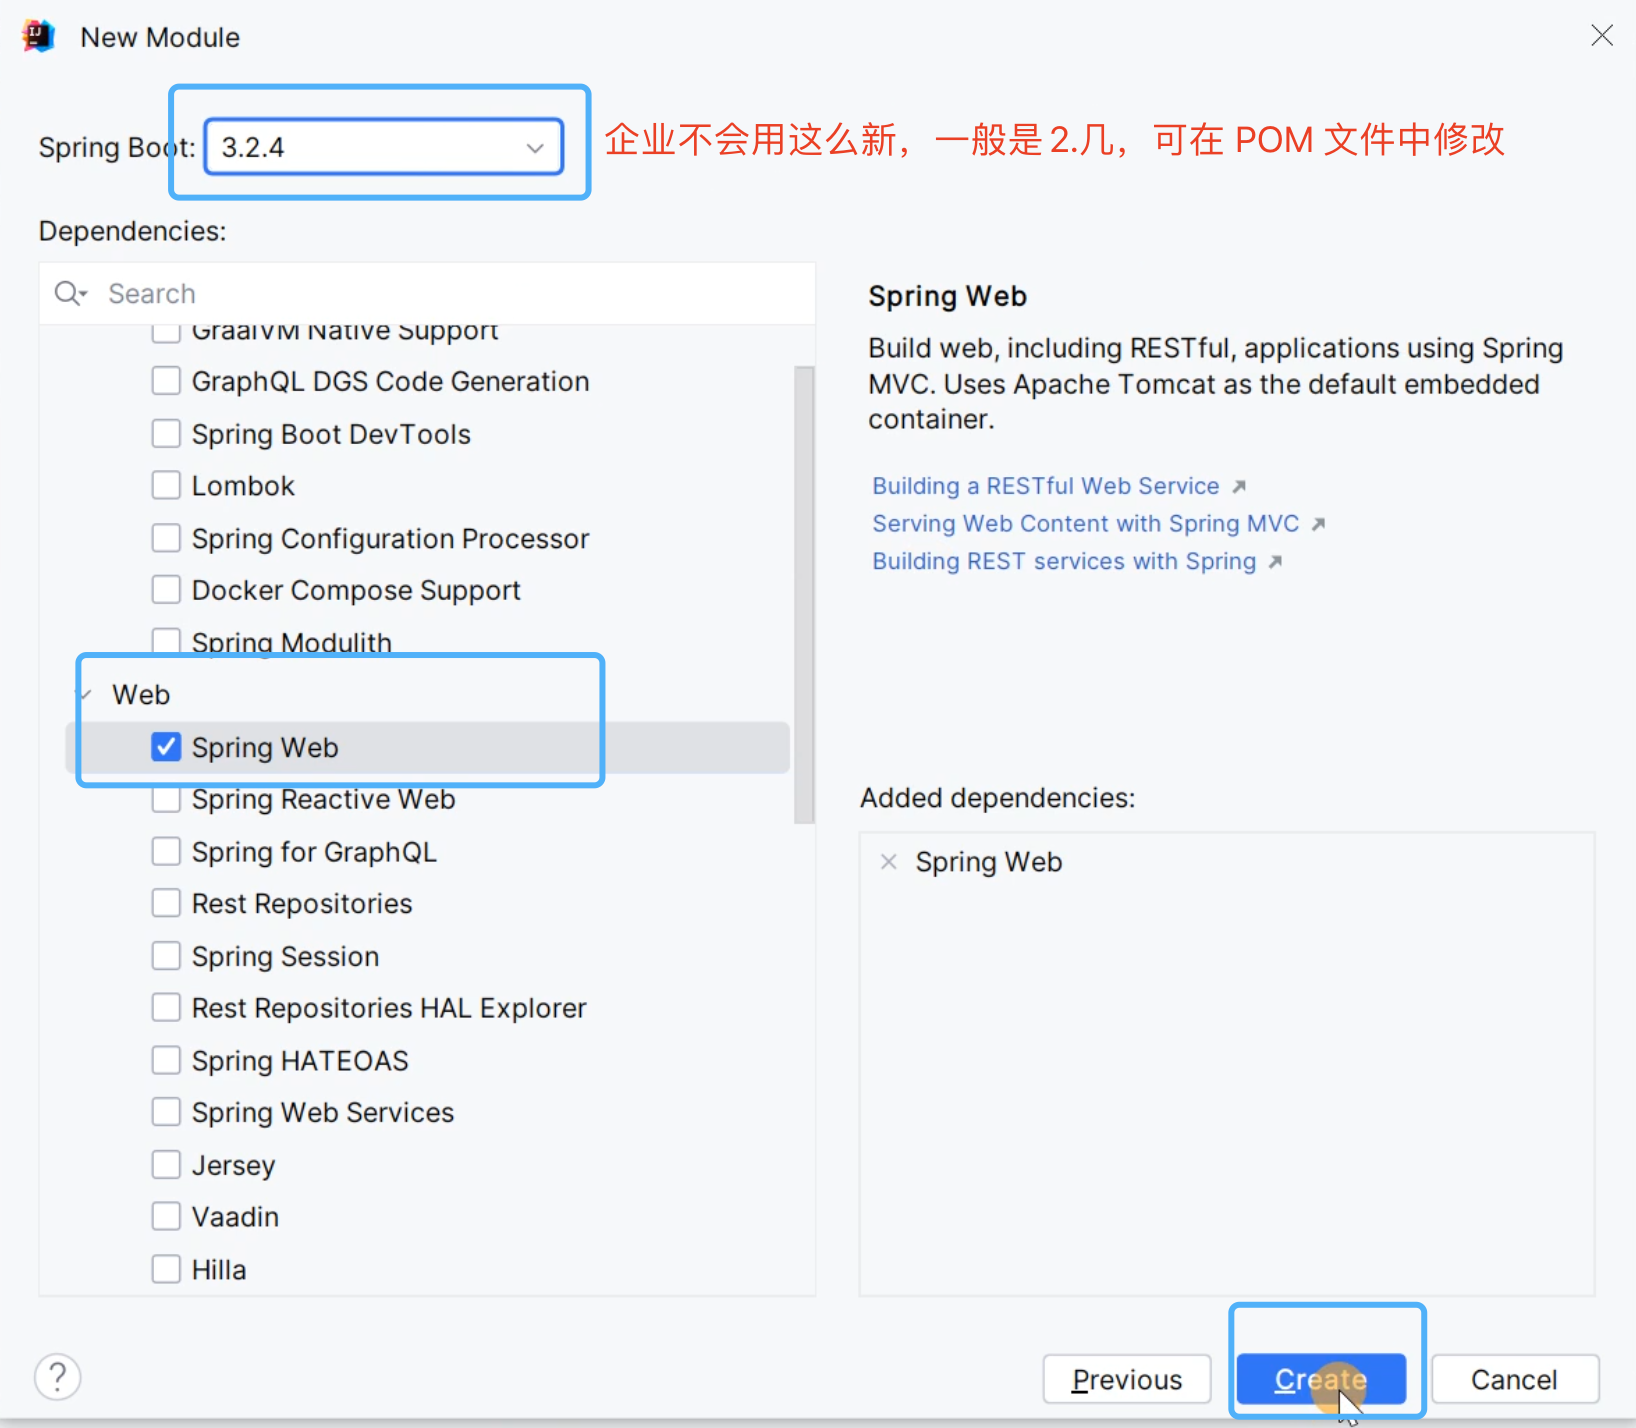 New Module
Spring Boot: 3.2.4
企业不会用这么新，一般是2.几，可在 POM 文件中修改
Dependencies:
Search
GraalVM Native Support
GraphQL DGS Code Generation
Spring Boot DevTools
Lombok
Spring Configuration Processor
Docker Compose Support
Spring Modulith
Web
Spring Web
Spring Reactive Web
Spring for GraphQL
Rest Repositories
Spring Session
Rest Repositories HAL Explorer
Spring HATEOAS
Spring Web Services
Jersey
Vaadin
Hilla
Spring Web
Build web, including RESTful, applications using Spring
MVC. Uses Apache Tomcat as the default embedded
container.
Building a RESTful Web Service
Serving Web Content with Spring MVC
Building REST services with Spring
Added dependencies:
Spring Web
?
Previous
Create
Cancel